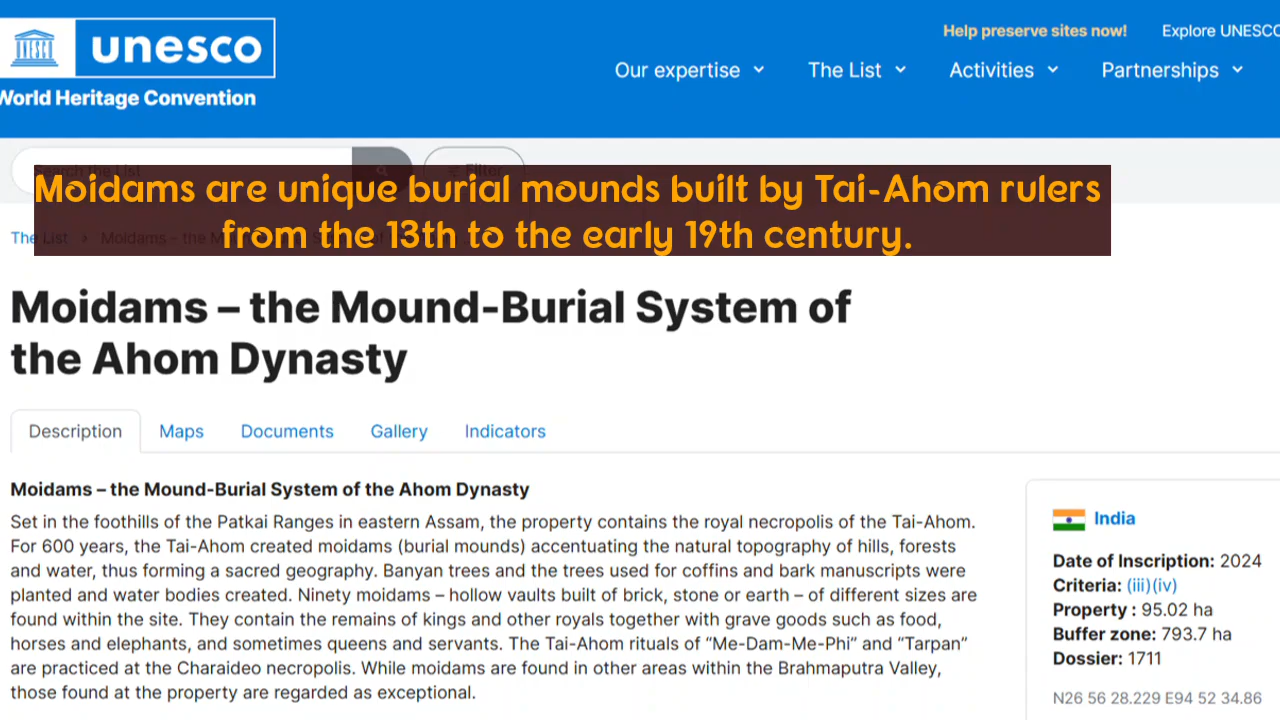 unesco
World Heritage Convention
Help preserve sites now!
Explore UNESCO
Our expertise
The List
Activities
Partnerships
Search the List
Filter
Moidams are unique burial mounds built by Tai-Ahom rulers
from the 13th to the early 19th century.
The List
Moidams – the Mound-Burial System of
the Ahom Dynasty
Description Maps Documents Gallery Indicators
Moidams – the Mound-Burial System of the Ahom Dynasty
Set in the foothills of the Patkai Ranges in eastern Assam, the property contains the royal necropolis of the Tai-Ahom.
For 600 years, the Tai-Ahom created moidams (burial mounds) accentuating the natural topography of hills, forests
and water, thus forming a sacred geography. Banyan trees and the trees used for coffins and bark manuscripts were
planted and water bodies created. Ninety moidams – hollow vaults built of brick, stone or earth – of different sizes are
found within the site. They contain the remains of kings and other royals together with grave goods such as food,
horses and elephants, and sometimes queens and servants. The Tai-Ahom rituals of “Me-Dam-Me-Phi” and “Tarpan”
are practiced at the Charaideo necropolis. While moidams are found in other areas within the Brahmaputra Valley,
those found at the property are regarded as exceptional.
India
Date of Inscription: 2024
Criteria: (iii)(iv)
Property : 95.02 ha
Buffer zone: 793.7 ha
Dossier: 1711
N26 56 28.229 E94 52 34.86